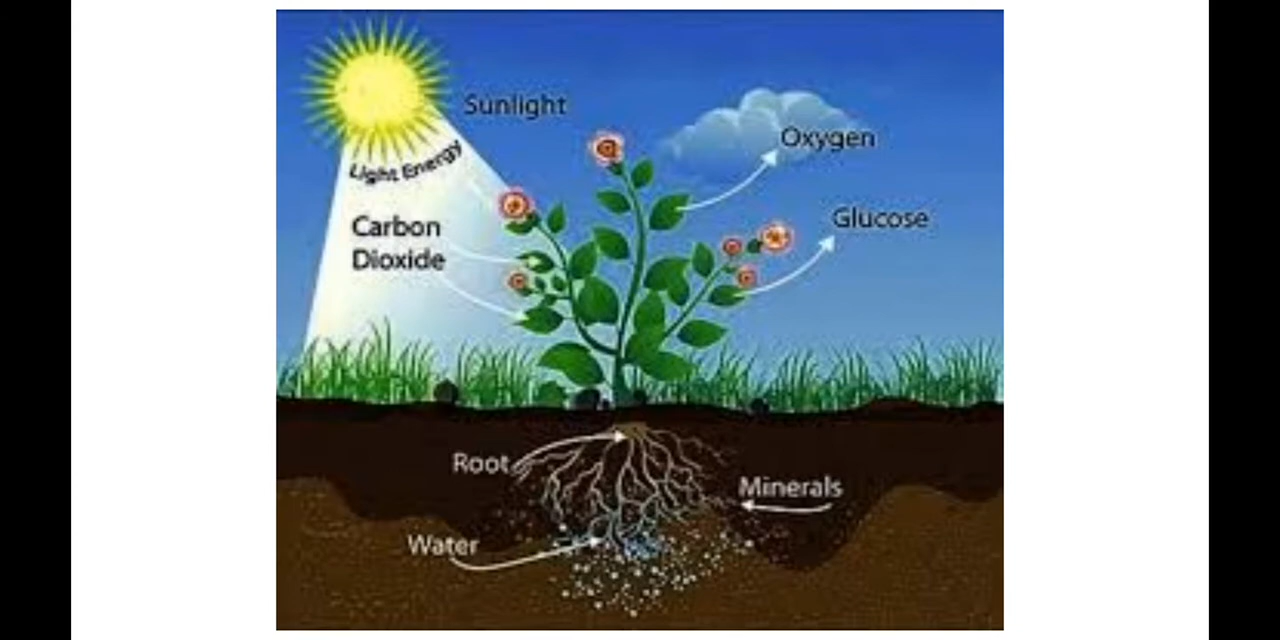 Sunlight
Light Energy
Oxygen
Carbon
Dioxide
Glucose
Root
Minerals
Water